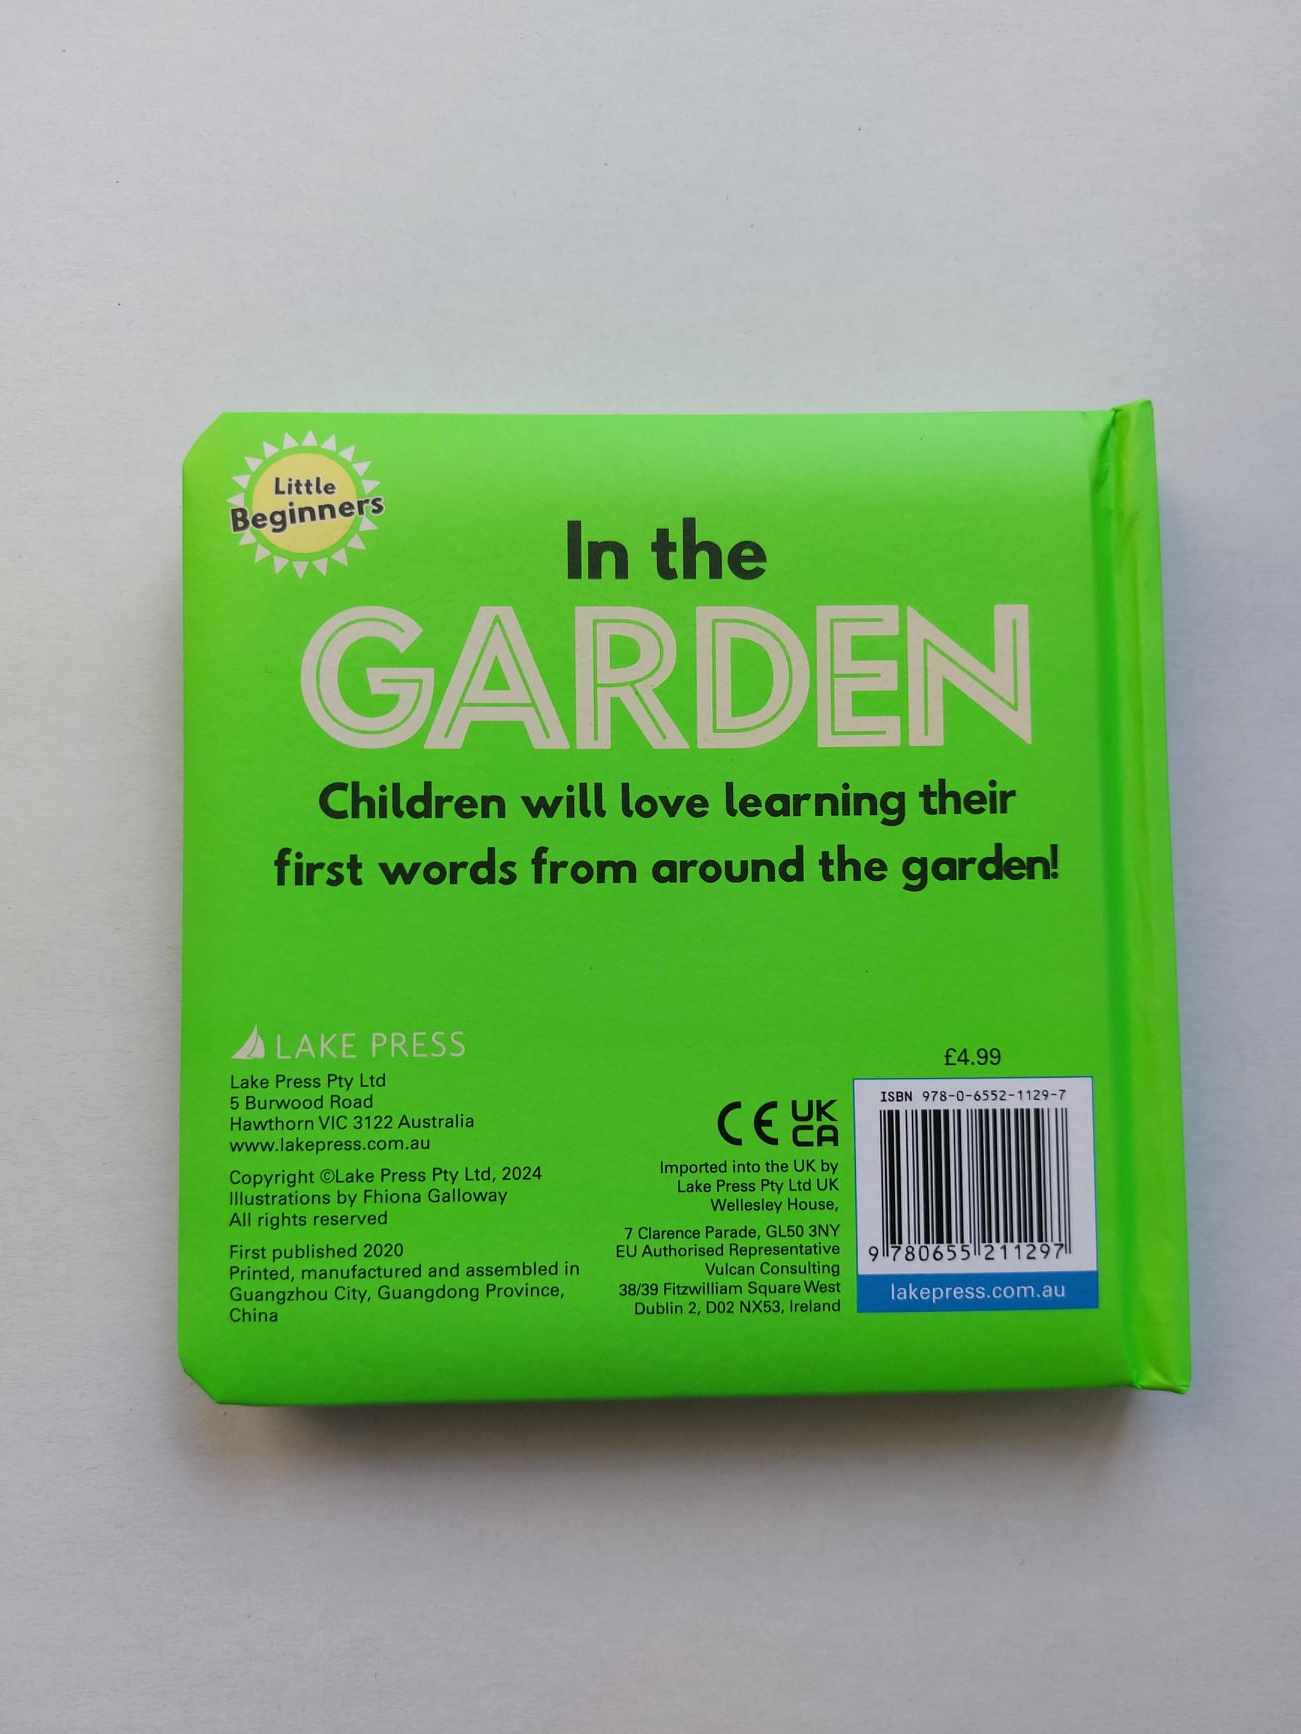 Little
Beginners
In the
GARDEN
Children will love learning their
first words from around the garden!
LAKE PRESS
Lake Press Pty Ltd
5 Burwood Road
Hawthorn VIC 3122 Australia
www.lakepress.com.au
Copyright ©Lake Press Pty Ltd, 2024
Illustrations by Fhiona Galloway
All rights reserved
First published 2020
Printed, manufactured and assembled in
Guangzhou City, Guangdong Province,
China
CE UK
CA
Imported into the UK by
Lake Press Pty Ltd UK
Wellesley House,
7 Clarence Parade, GL50 3NY
EU Authorised Representative
Vulcan Consulting
38/39 Fitzwilliam Square West
Dublin 2, D02 NX53, Ireland
£4.99
ISBN 978-0-6552-1129-7
9 780655 211297
lakepress.com.au